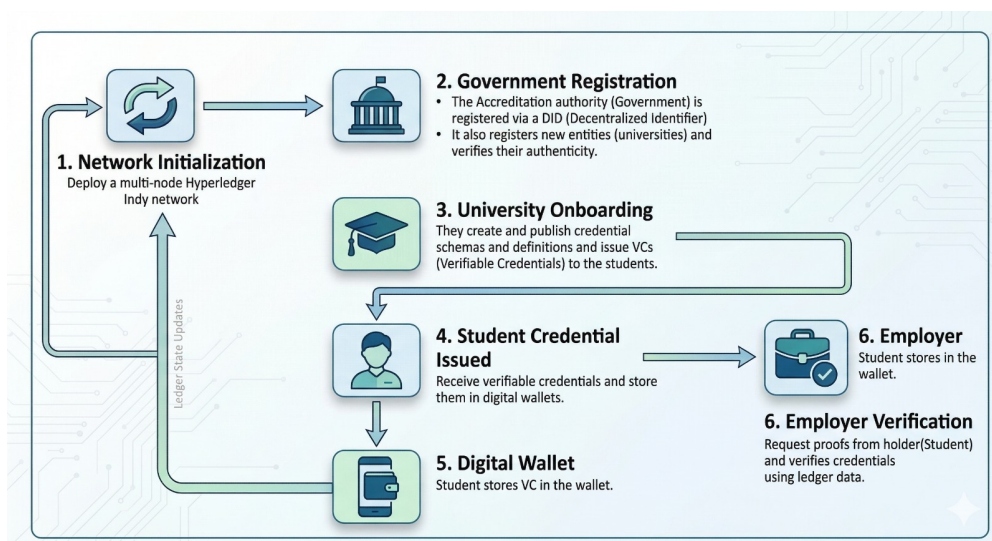 2. Government Registration
• The Accreditation authority (Government) is
registered via a DID (Decentralized Identifier)
• It also registers new entities (universities) and
verifies their authenticity.
1. Network Initialization
Deploy a multi-node Hyperledger
Indy network
3. University Onboarding
They create and publish credential
schemas and definitions and issue VCs
(Verifiable Credentials) to the students.
Ledger State Updates
4. Student Credential
Issued
Receive verifiable credentials and store
them in digital wallets.
6. Employer
Student stores in the
wallet.
6. Employer Verification
Request proofs from holder(Student)
and verifies credentials
using ledger data.
5. Digital Wallet
Student stores VC in the wallet.